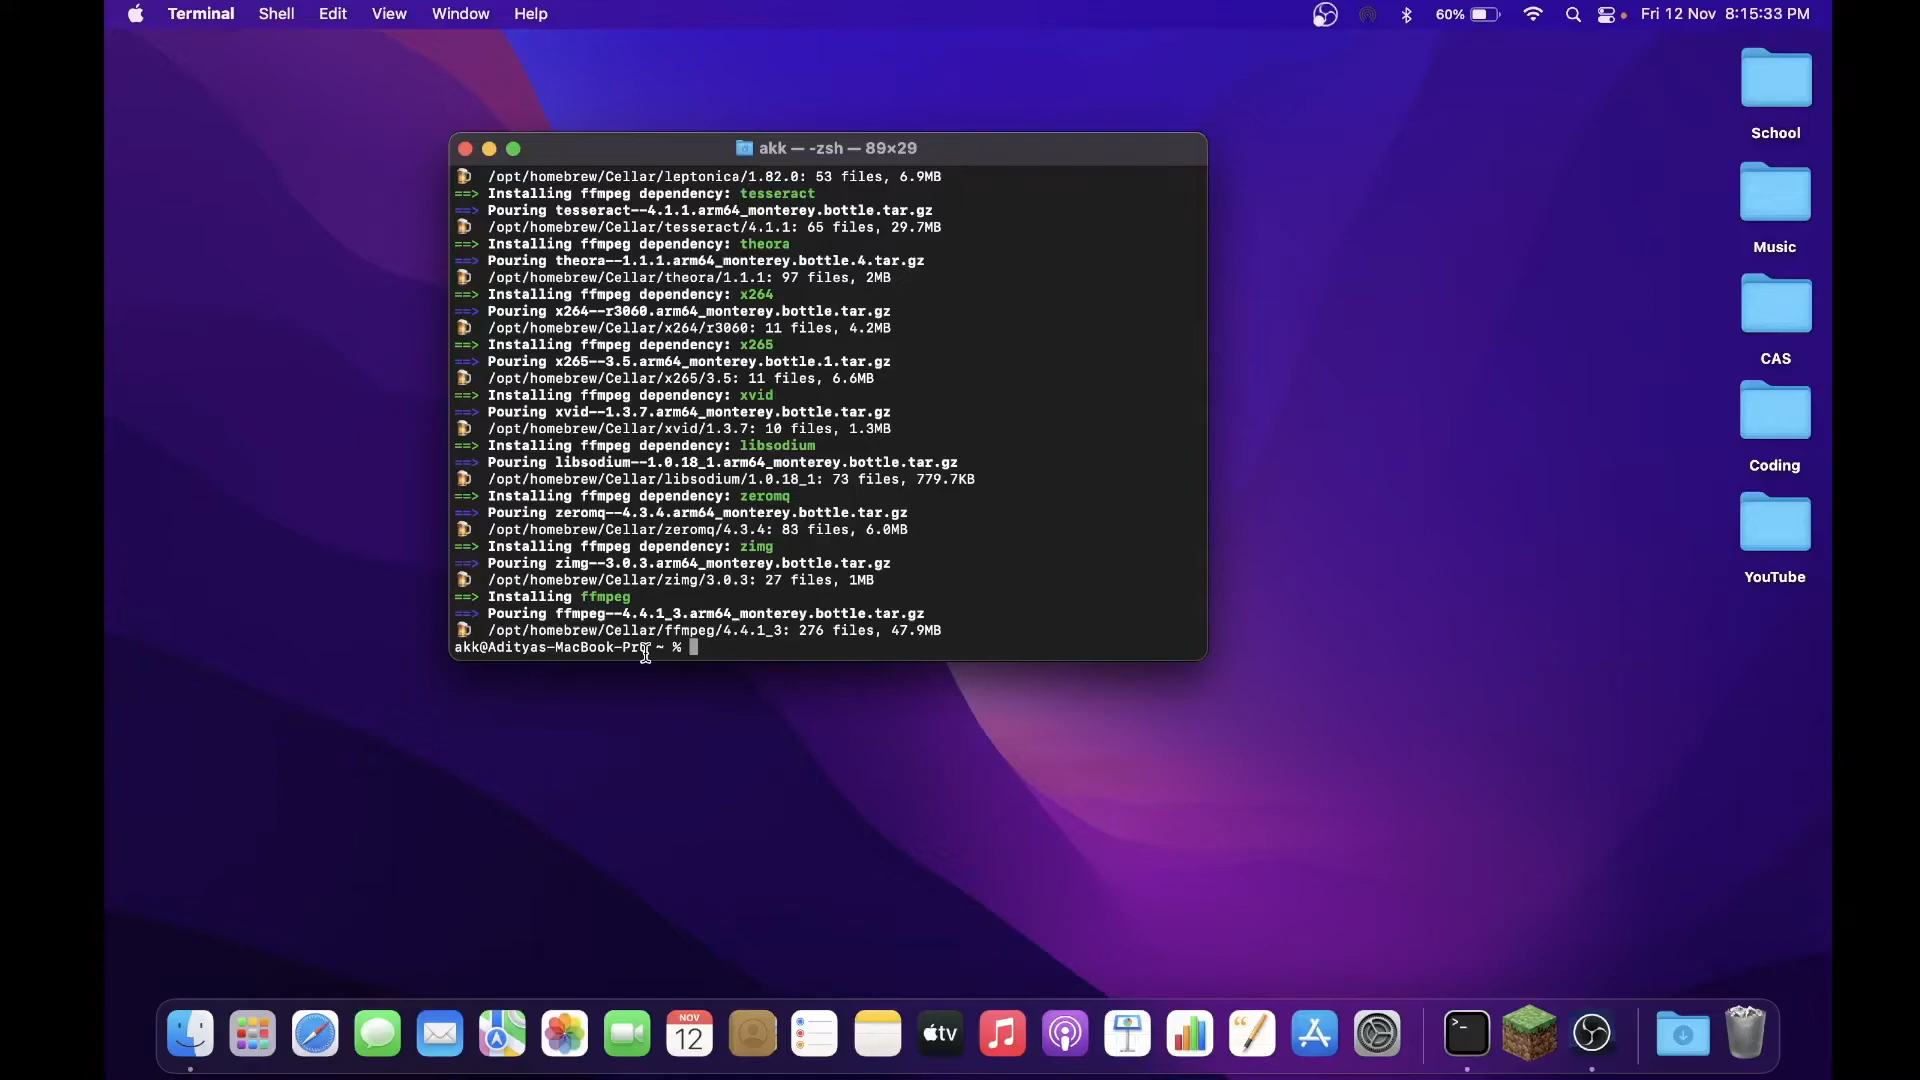 Terminal Shell Edit View Window Help 60% Fri 12 Nov 8:15:33 PM
akk — -zsh — 89×29
/opt/homebrew/Cellar/leptonica/1.82.0: 53 files, 6.9MB
==> Installing ffmpeg dependency: tesseract
==> Pouring tesseract--4.1.1.arm64_monterey.bottle.tar.gz
/opt/homebrew/Cellar/tesseract/4.1.1: 65 files, 29.7MB
==> Installing ffmpeg dependency: theora
==> Pouring theora--1.1.1.arm64_monterey.bottle.4.tar.gz
/opt/homebrew/Cellar/theora/1.1.1: 97 files, 2MB
==> Installing ffmpeg dependency: x264
==> Pouring x264--r3060.arm64_monterey.bottle.tar.gz
/opt/homebrew/Cellar/x264/r3060: 11 files, 4.2MB
==> Installing ffmpeg dependency: x265
==> Pouring x265--3.5.arm64_monterey.bottle.1.tar.gz
/opt/homebrew/Cellar/x265/3.5: 11 files, 6.6MB
==> Installing ffmpeg dependency: xvid
==> Pouring xvid--1.3.7.arm64_monterey.bottle.tar.gz
/opt/homebrew/Cellar/xvid/1.3.7: 10 files, 1.3MB
==> Installing ffmpeg dependency: libsodium
==> Pouring libsodium--1.0.18_1.arm64_monterey.bottle.tar.gz
/opt/homebrew/Cellar/libsodium/1.0.18_1: 73 files, 779.7KB
==> Installing ffmpeg dependency: zeromq
==> Pouring zeromq--4.3.4.arm64_monterey.bottle.tar.gz
/opt/homebrew/Cellar/zeromq/4.3.4: 83 files, 6.0MB
==> Installing ffmpeg dependency: zimg
==> Pouring zimg--3.0.3.arm64_monterey.bottle.tar.gz
/opt/homebrew/Cellar/zimg/3.0.3: 27 files, 1MB
==> Installing ffmpeg
==> Pouring ffmpeg--4.4.1_3.arm64_monterey.bottle.tar.gz
/opt/homebrew/Cellar/ffmpeg/4.4.1_3: 276 files, 47.9MB
akk@Adityas-MacBook-Pro ~ %
School
Music
CAS
Coding
YouTube
NOV
12
tv
>_